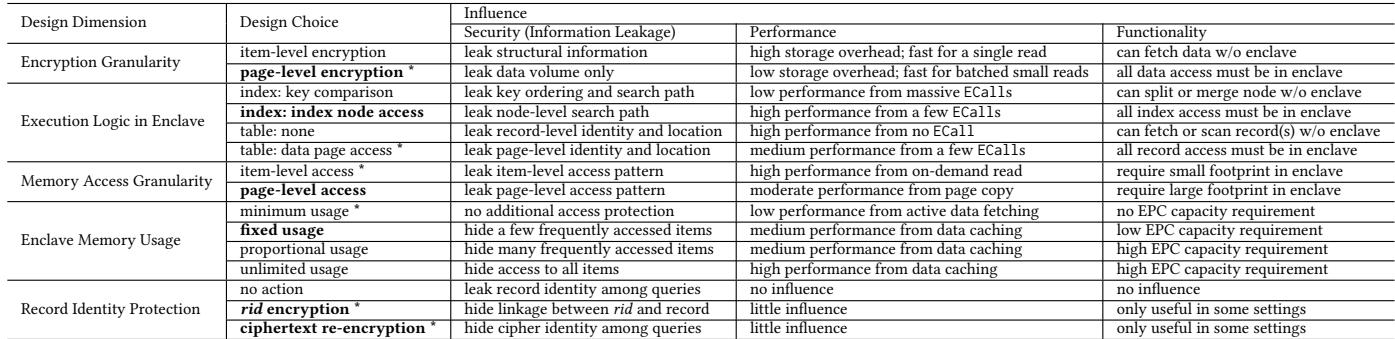 Design Dimension Design Choice Influence
Security (Information Leakage) Performance Functionality
Encryption Granularity item-level encryption leak structural information high storage overhead; fast for a single read can fetch data w/o enclave
page-level encryption * leak data volume only low storage overhead; fast for batched small reads all data access must be in enclave
Execution Logic in Enclave index: key comparison leak key ordering and search path low performance from massive ECalls can split or merge node w/o enclave
index: index node access leak node-level search path high performance from a few ECalls all index access must be in enclave
table: none leak record-level identity and location high performance from no ECall can fetch or scan record(s) w/o enclave
table: data page access * leak page-level identity and location medium performance from a few ECalls all record access must be in enclave
Memory Access Granularity item-level access * leak item-level access pattern high performance from on-demand read require small footprint in enclave
page-level access leak page-level access pattern moderate performance from page copy require large footprint in enclave
Enclave Memory Usage minimum usage * no additional access protection low performance from active data fetching no EPC capacity requirement
fixed usage hide a few frequently accessed items medium performance from data caching low EPC capacity requirement
proportional usage hide many frequently accessed items medium performance from data caching high EPC capacity requirement
unlimited usage hide access to all items high performance from data caching high EPC capacity requirement
Record Identity Protection no action leak record identity among queries no influence no influence
rid encryption * hide linkage between rid and record little influence only useful in some settings
ciphertext re-encryption * hide cipher identity among queries little influence only useful in some settings